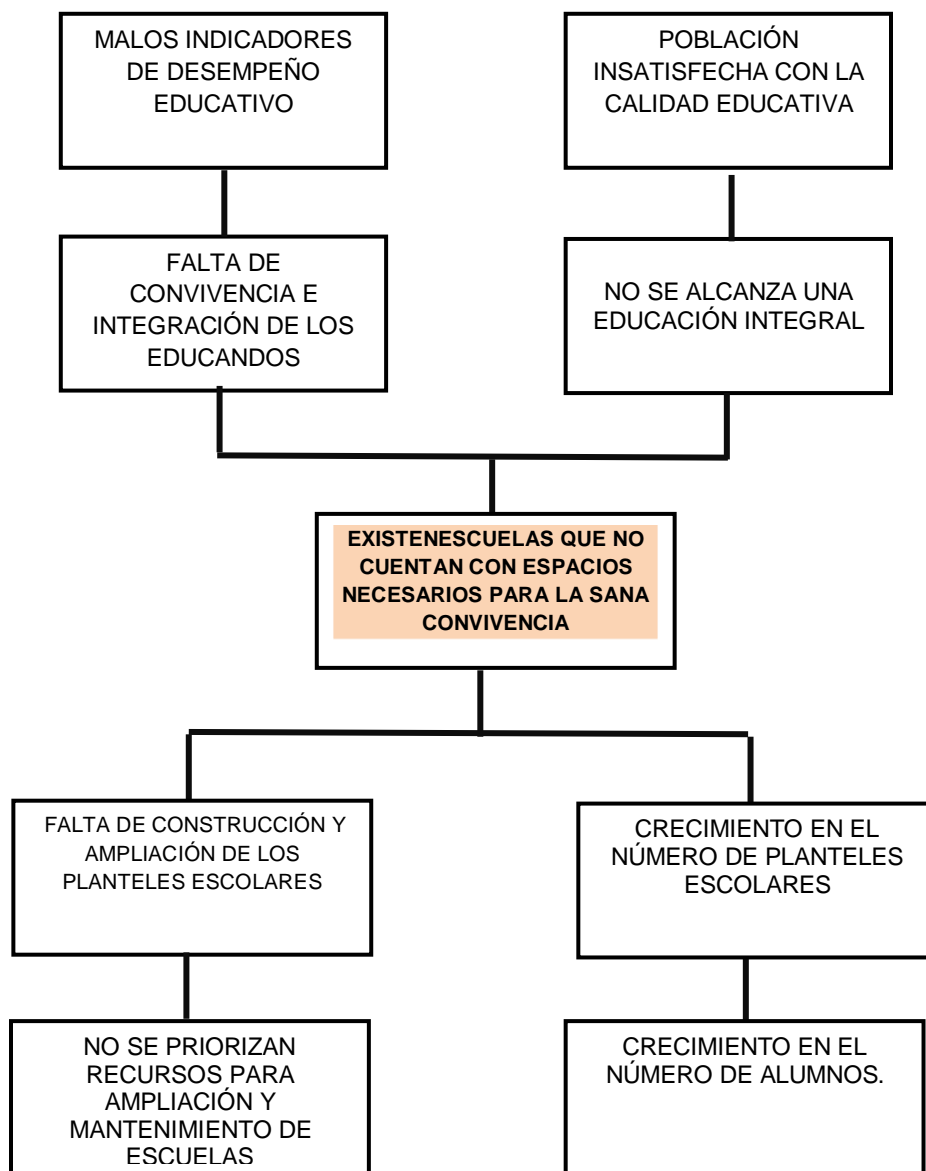 MALOS INDICADORES
DE DESEMPEÑO
EDUCATIVO
POBLACIÓN
INSATISFECHA CON LA
CALIDAD EDUCATIVA
FALTA DE
CONVIVENCIA E
INTEGRACIÓN DE LOS
EDUCANDOS
NO SE ALCANZA UNA
EDUCACIÓN INTEGRAL
EXISTENESCUELAS QUE NO
CUENTAN CON ESPACIOS
NECESARIOS PARA LA SANA
CONVIVENCIA
FALTA DE CONSTRUCCIÓN Y
AMPLIACIÓN DE LOS
PLANTELES ESCOLARES
CRECIMIENTO EN EL
NÚMERO DE PLANTELES
ESCOLARES
NO SE PRIORIZAN
RECURSOS PARA
AMPLIACIÓN Y
MANTENIMIENTO DE
ESCUELAS
CRECIMIENTO EN EL
NÚMERO DE ALUMNOS.